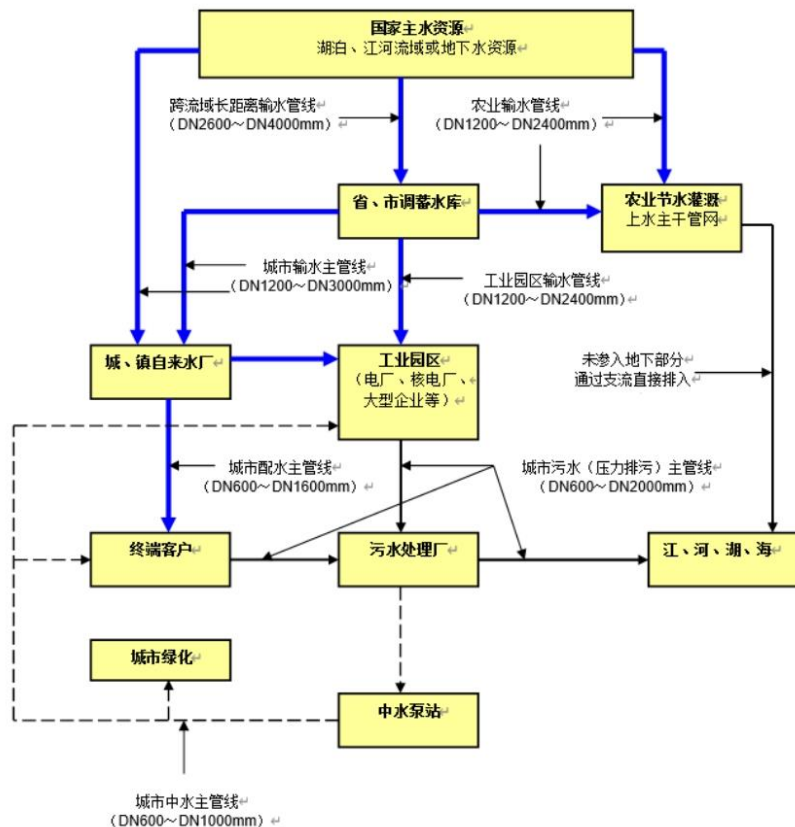 国家主水资源
湖泊、江河流域或地下水资源
跨流域长距离输水管线
（DN2600～DN4000mm）
农业输水管线
（DN1200～DN2400mm）
省、市调蓄水库
农业节水灌溉
上水主干管网
城市输水主管线
（DN1200～DN3000mm）
工业园区输水管线
（DN1200～DN2400mm）
城、镇自来水厂
工业园区
（电厂、核电厂、
大型企业等）
未渗入地下部分
通过支流直接排入
城市配水主管线
（DN600～DN1600mm）
城市污水（压力排污）主管线
（DN600～DN2000mm）
终端客户
污水处理厂
江、河、湖、海
城市绿化
中水泵站
城市中水主管线
（DN600～DN1000mm）